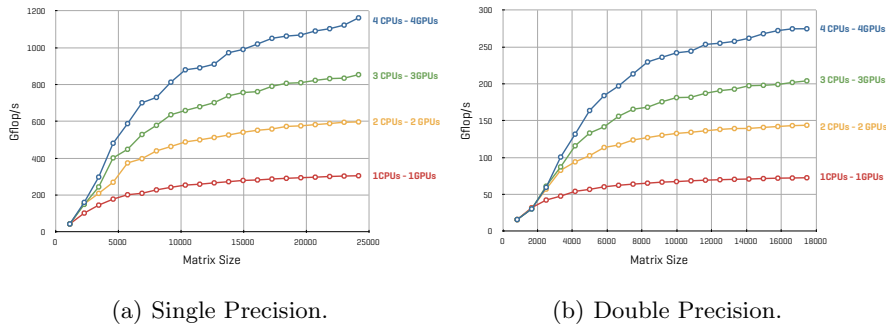 1200
1000
800
600
400
200
0
0 5000 10000 15000 20000 25000
Gflop/s
Matrix Size
4 CPUs - 4GPUs
3 CPUs - 3GPUs
2 CPUs - 2 GPUs
1CPUs - 1GPUs
(a) Single Precision.
300
250
200
150
100
50
0
0 2000 4000 6000 8000 10000 12000 14000 16000 18000
Gflop/s
Matrix Size
4 CPUs - 4GPUs
3 CPUs - 3GPUs
2 CPUs - 2 GPUs
1CPUs - 1GPUs
(b) Double Precision.